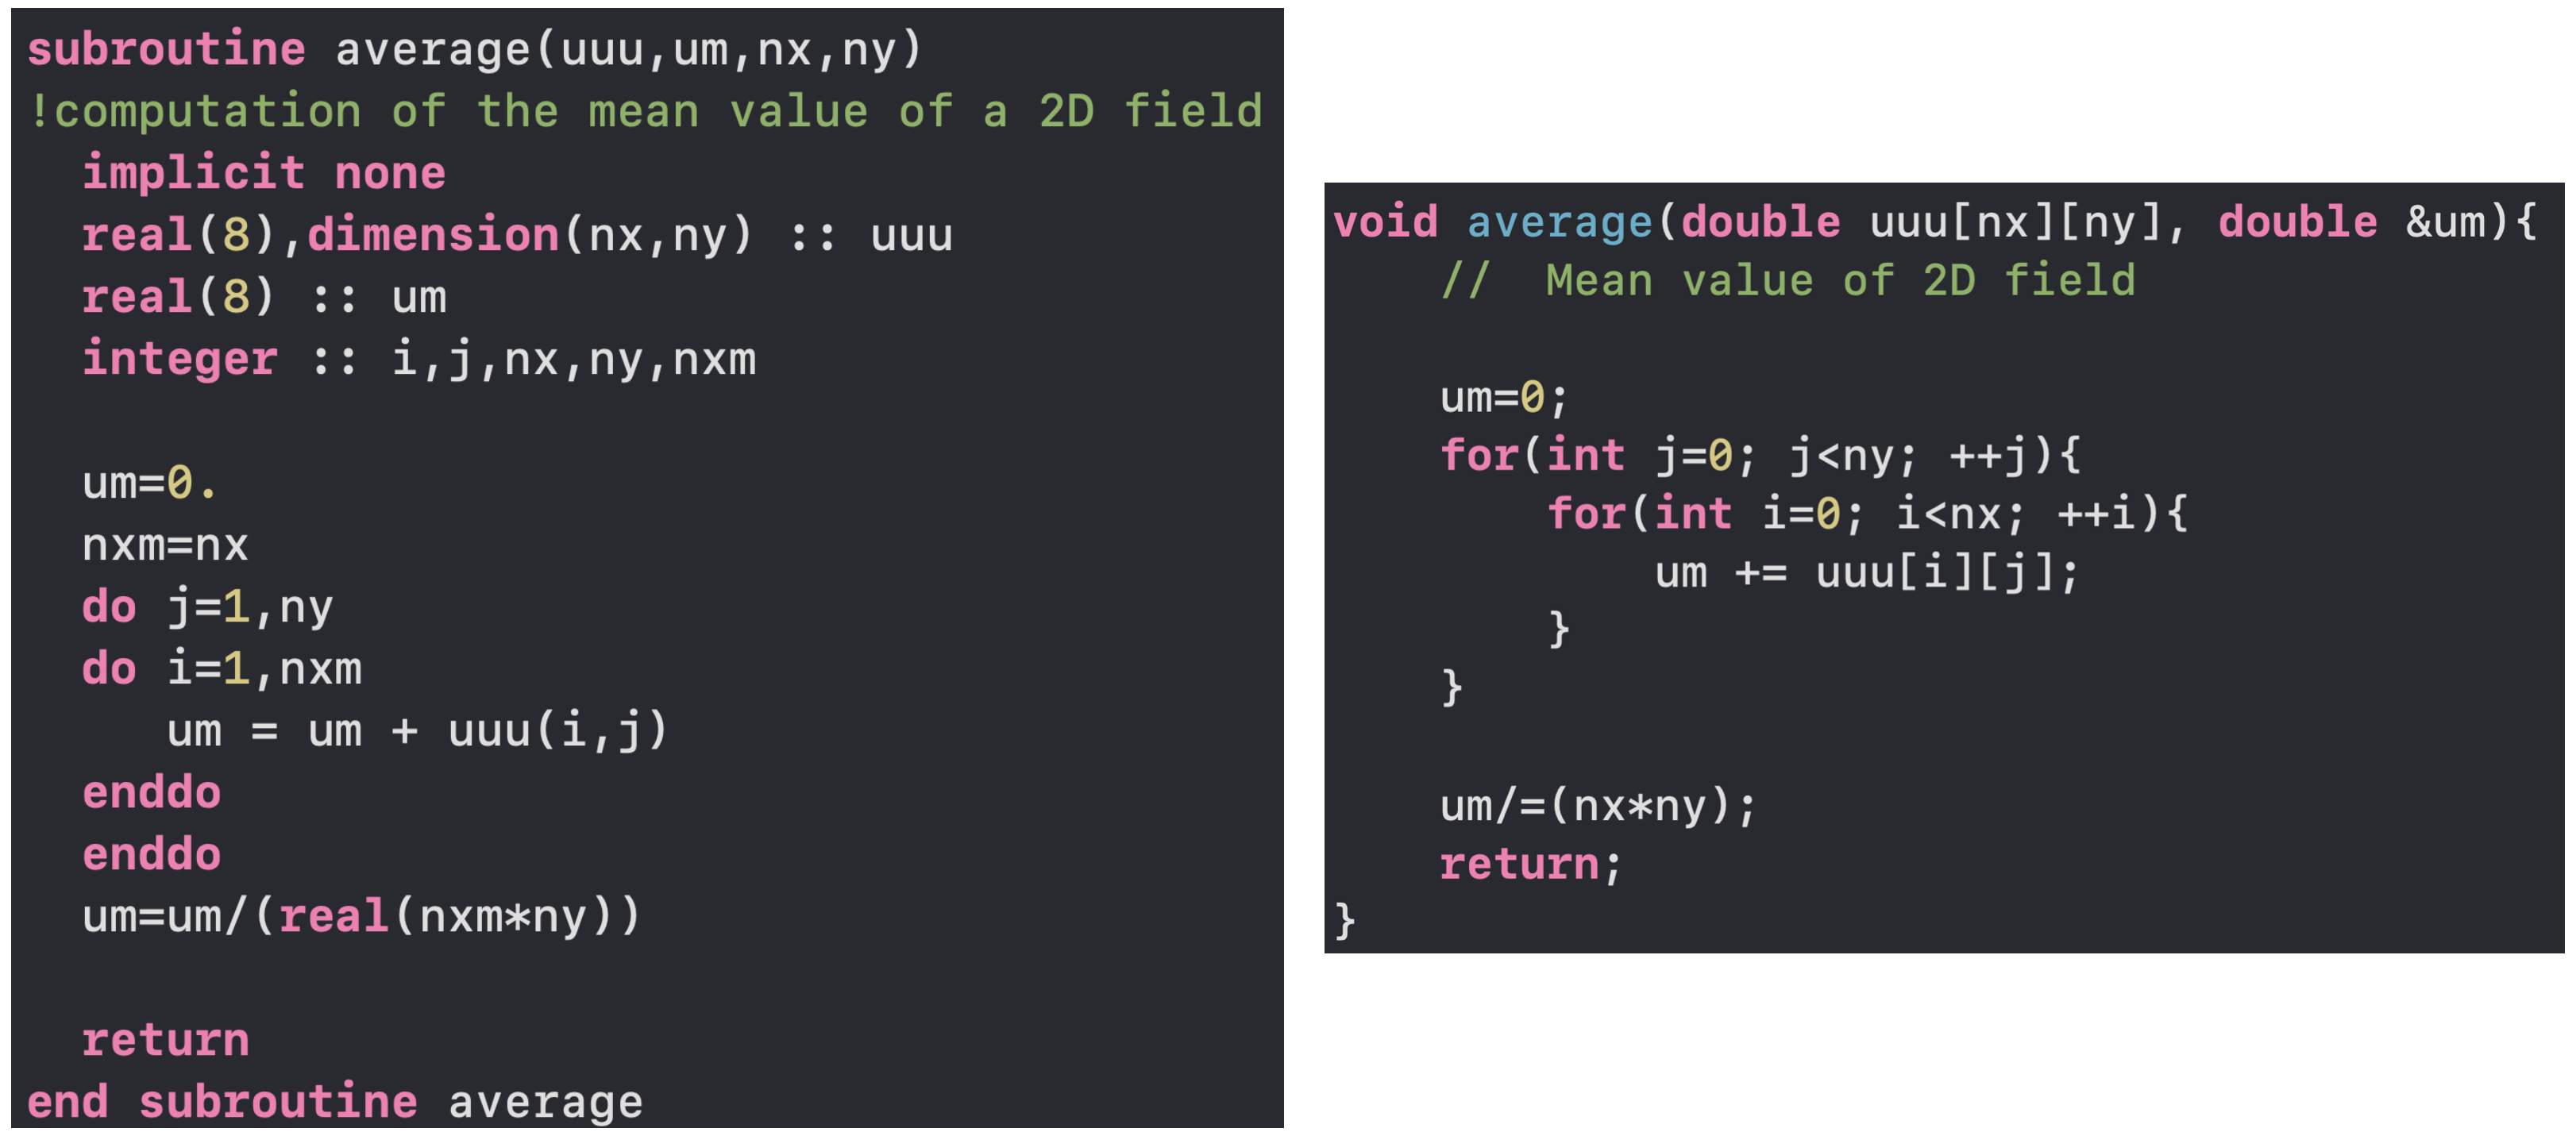 subroutine average(uuu,um,nx,ny)
!computation of the mean value of a 2D field
  implicit none
  real(8),dimension(nx,ny) :: uuu
  real(8) :: um
  integer :: i,j,nx,ny,nxm

  um=0.
  nxm=nx
  do j=1,ny
  do i=1,nxm
     um = um + uuu(i,j)
  enddo
  enddo
  um=um/(real(nxm*ny))

  return
end subroutine average
void average(double uuu[nx][ny], double &um){
    //  Mean value of 2D field

    um=0;
    for(int j=0; j<ny; ++j){
        for(int i=0; i<nx; ++i){
            um += uuu[i][j];
        }
    }

    um/=(nx*ny);
    return;
}